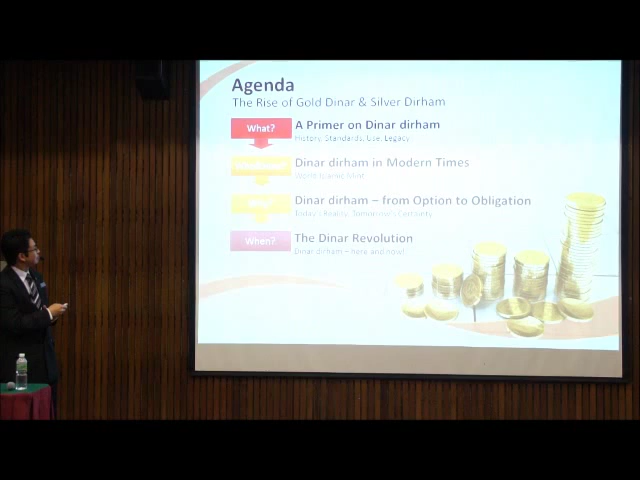 Agenda
The Rise of Gold Dinar & Silver Dirham
What?
A Primer on Dinar dirham
History, Standards, Use, Legacy
Dinar dirham in Modern Times
World Islamic Mint
Dinar dirham – from Option to Obligation
Today's Reality, Tomorrow's Certainty
When?
The Dinar Revolution
Dinar dirham – here and now!